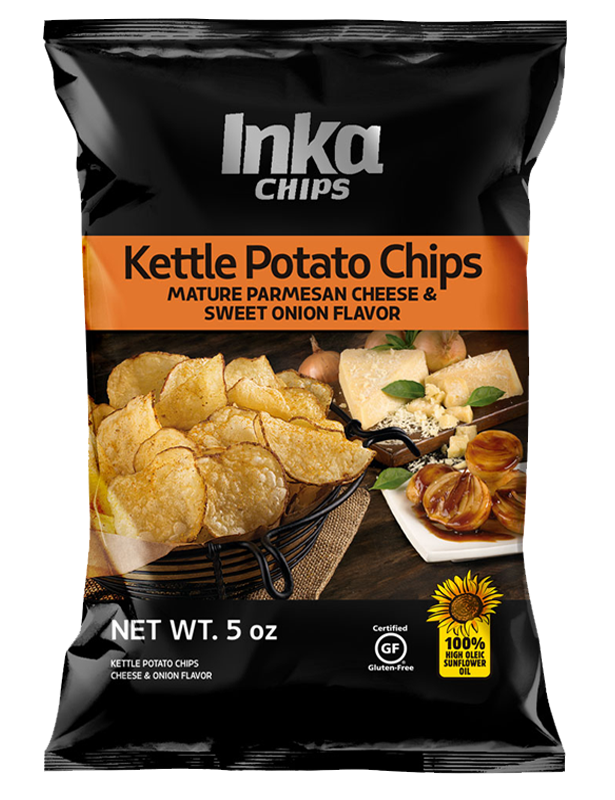 Inka
CHIPS
Kettle Potato Chips
MATURE PARMESAN CHEESE &
SWEET ONION FLAVOR
NET WT. 5 oz
KETTLE POTATO CHIPS
CHEESE & ONION FLAVOR
Certified
GF
Gluten-Free
100%
HIGH OLEIC
SUNFLOWER
OIL